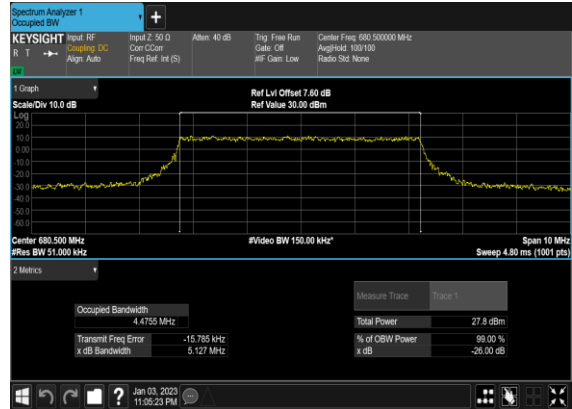 Spectrum Analyzer 1
Occupied BW
KEYSIGHT Input: RF Input Z: 50 Ω Atten: 40 dB Trig: Free Run Center Freq: 680.500000 MHz
R T Coupling: DC Corr CCorr Gate: Off Avg|Hold: 100/100
Align: Auto Freq Ref: Int (S) #IF Gain: Low Radio Std: None
1 Graph Ref Lvl Offset 7.60 dB
Scale/Div 10.0 dB Ref Value 30.00 dBm
Log
20.0
10.0
0.00
-10.0
-20.0
-30.0
-40.0
-50.0
-60.0
Center 680.500 MHz #Video BW 150.00 kHz* Span 10 MHz
#Res BW 51.000 kHz Sweep 4.80 ms (1001 pts)
2 Metrics
Measure Trace Trace 1
Occupied Bandwidth
4.4755 MHz Total Power 27.8 dBm
Transmit Freq Error -15.785 kHz % of OBW Power 99.00 %
x dB Bandwidth 5.127 MHz x dB -26.00 dB
Jan 03, 2023
11:05:23 PM